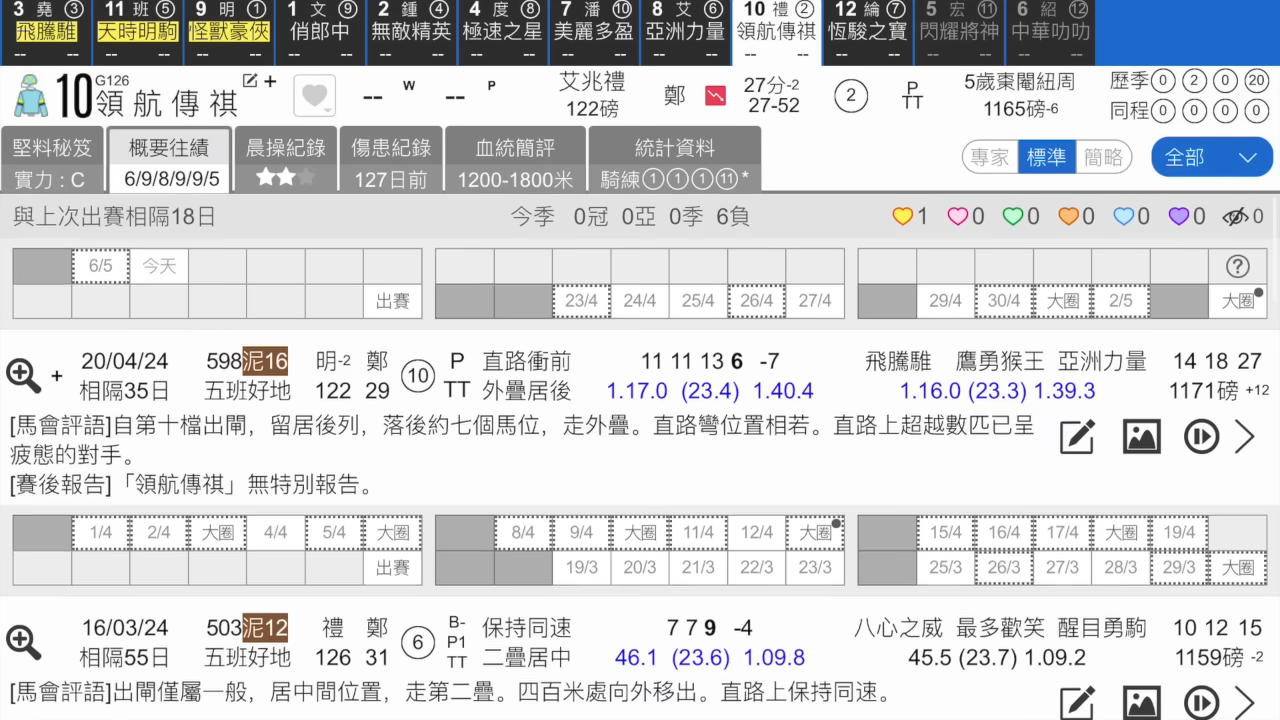 3 堯 ③ 11 班 ⑤ 9 明 ① 1 文 ⑨ 2 鍾 ④ 4 度 ⑧ 7 潘 ⑩ 8 艾 ⑥ 10 禮 ② 12 綸 ⑦ 5 宏 ⑪ 6 紹 ⑫
飛騰騅 天時明駒 怪獸豪俠 俏郎中 無敵精英 極速之星 美麗多盈 亞洲力量 領航傳祺 恆駿之寶 閃耀將神 中華叻叻
-- -- -- -- -- -- -- -- -- -- -- -- -- -- -- -- -- -- -- --
10 G126 領航傳祺 + -- W -- P 艾兆禮 122磅 鄭 27分-2 27-52 ② P TT 5歲棗閹紐周 1165磅-6
歷季 ⓪ ② ⓪ ⑳
同程 ⓪ ⓪ ⓪ ⓪
堅料秘笈 概要往績 晨操紀錄 傷患紀錄 血統簡評 統計資料 專家 標準 簡略 全部
實力 : C 6/9/8/9/9/5 ★★★ 127日前 1200-1800米 騎練①①①⑪*
與上次出賽相隔18日 今季 0冠 0亞 0季 6負 1 0 0 0 0 0 0
6/5 今天 ?
出賽 23/4 24/4 25/4 26/4 27/4 29/4 30/4 大圈 2/5 大圈
+ 20/04/24 598泥16 明-2 鄭 ⑩ P 直路衝前 11 11 13 6 -7 飛騰騅 鷹勇猴王 亞洲力量 14 18 27
相隔35日 五班好地 122 29 TT 外疊居後 1.17.0 (23.4) 1.40.4 1.16.0 (23.3) 1.39.3 1171磅 +12
[馬會評語]自第十檔出閘，留居後列，落後約七個馬位，走外疊。直路彎位置相若。直路上超越數匹已呈
疲態的對手。
[賽後報告]「領航傳祺」無特別報告。
1/4 2/4 大圈 4/4 5/4 大圈 8/4 9/4 大圈 11/4 12/4 大圈 15/4 16/4 17/4 大圈 19/4
出賽 19/3 20/3 21/3 22/3 23/3 25/3 26/3 27/3 28/3 29/3 大圈
16/03/24 503泥12 禮 鄭 ⑥ B- P1 TT 保持同速 7 7 9 -4 八心之威 最多歡笑 醒目勇駒 10 12 15
相隔55日 五班好地 126 31 二疊居中 46.1 (23.6) 1.09.8 45.5 (23.7) 1.09.2 1159磅 -2
[馬會評語]出閘僅屬一般，居中間位置，走第二疊。四百米處向外移出。直路上保持同速。